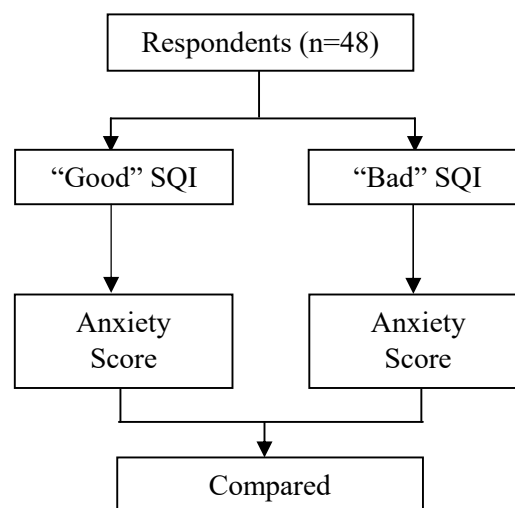 Respondents (n=48)
“Good” SQI
“Bad” SQI
Anxiety
Score
Anxiety
Score
Compared